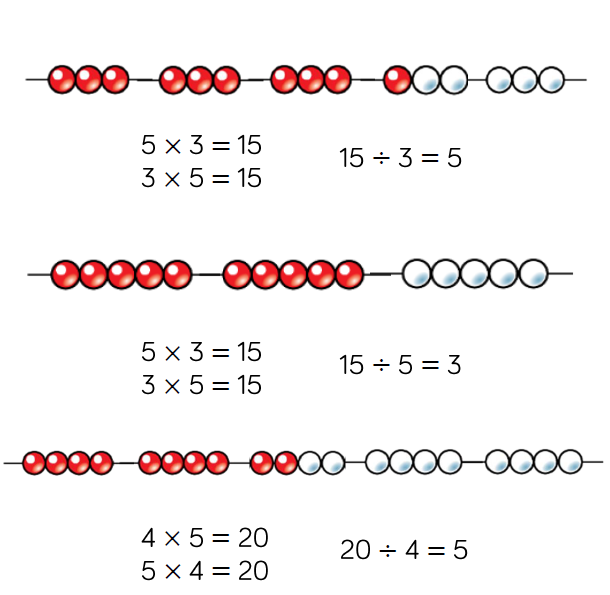 5 × 3 = 15
3 × 5 = 15
15 ÷ 3 = 5
5 × 3 = 15
3 × 5 = 15
15 ÷ 5 = 3
4 × 5 = 20
5 × 4 = 20
20 ÷ 4 = 5